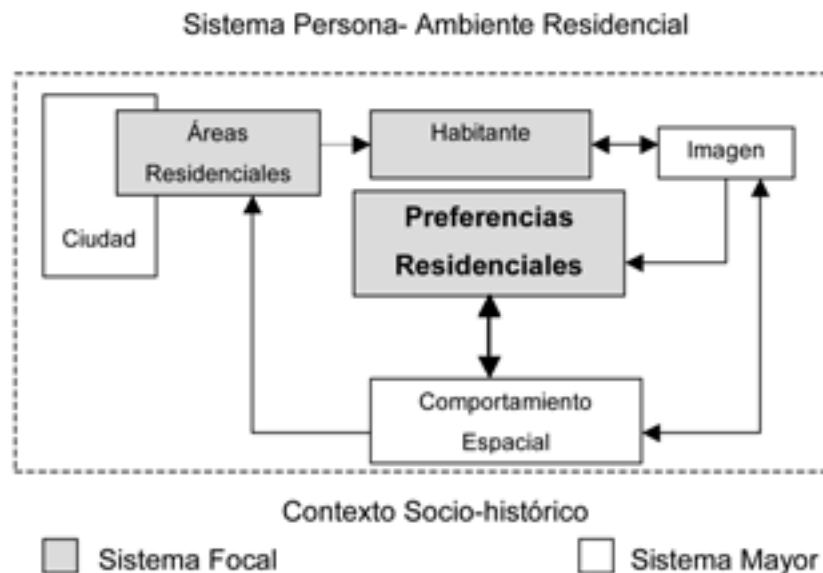 Sistema Persona- Ambiente Residencial
Áreas
Residenciales
Habitante
Imagen
Ciudad
Preferencias
Residenciales
Comportamiento
Espacial
Contexto Socio-histórico
Sistema Focal
Sistema Mayor